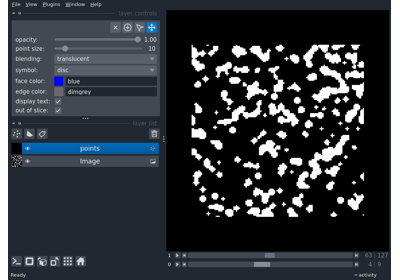 File View Plugins Window Help
layer controls
opacity: 1.00
point size: 10
blending: translucent
symbol: disc
face color: blue
edge color: dimgrey
display text:
out of slice:
layer list
points
Image
1 63 127
0 4 9
Ready activity